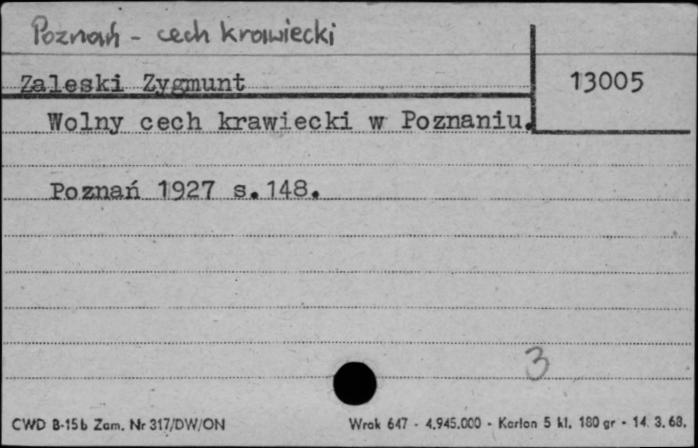 Poznań - cech krawiecki
Zaleski Zygmunt
13005
Wolny cech krawiecki w Poznaniu.
Poznań 1927 s.148.
3
CWD B-15b Zam. Nr 317/DW/ON
Wrak 647 - 4.945.000 - Karton 5 kl. 180 gr - 14. 3. 68.